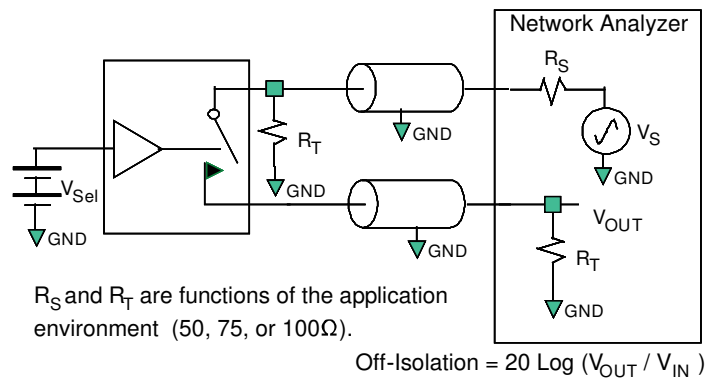 Network Analyzer
R_S
V_S
GND
R_T
GND
GND
V_Sel
GND
GND
V_OUT
R_T
GND
R_S and R_T are functions of the application
environment (50, 75, or 100Ω).
Off-Isolation = 20 Log (V_OUT / V_IN )